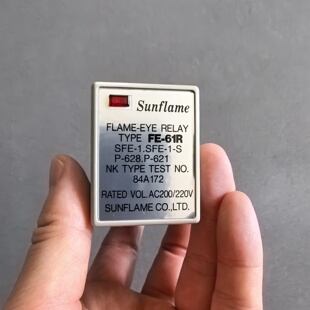 Sunflame
FLAME-EYE RELAY
TYPE FE-61R
SFE-1.SFE-1-S
P-628.P-621
NK TYPE TEST NO.
84A172
RATED VOL AC200/220V
SUNFLAME CO.,LTD.